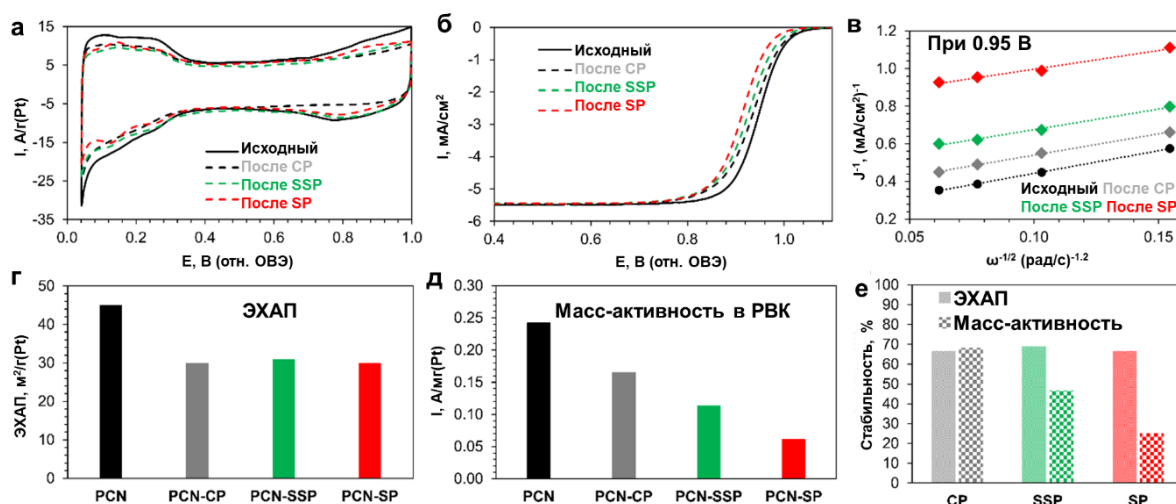 а
I, А/г(Pt)
15
5
-5
-15
-25
-35
Исходный
После CP
После SSP
После SP
0.0
0.2
0.4
0.6
0.8
1.0
E, В (отн. ОВЭ)
б
I, мА/см²
0
-1
-2
-3
-4
-5
-6
Исходный
После CP
После SSP
После SP
0.4
0.6
0.8
1.0
E, В (отн. ОВЭ)
в
При 0.95 В
J⁻¹, (мА/см²)⁻¹
1.2
1.0
0.8
0.6
0.4
0.2
Исходный После CP
После SSP После SP
0.05
0.10
0.15
ω⁻¹/² (рад/с)⁻¹·²
г
ЭХАП
ЭХАП, м²/г(Pt)
50
40
30
20
10
0
PCN
PCN-CP
PCN-SSP
PCN-SP
д
Масс-активность в РВК
I, А/мг(Pt)
0.30
0.25
0.20
0.15
0.10
0.05
0.00
PCN
PCN-CP
PCN-SSP
PCN-SP
е
Стабильность, %
100
90
80
70
60
50
40
30
20
10
0
ЭХАП
Масс-активность
CP
SSP
SP